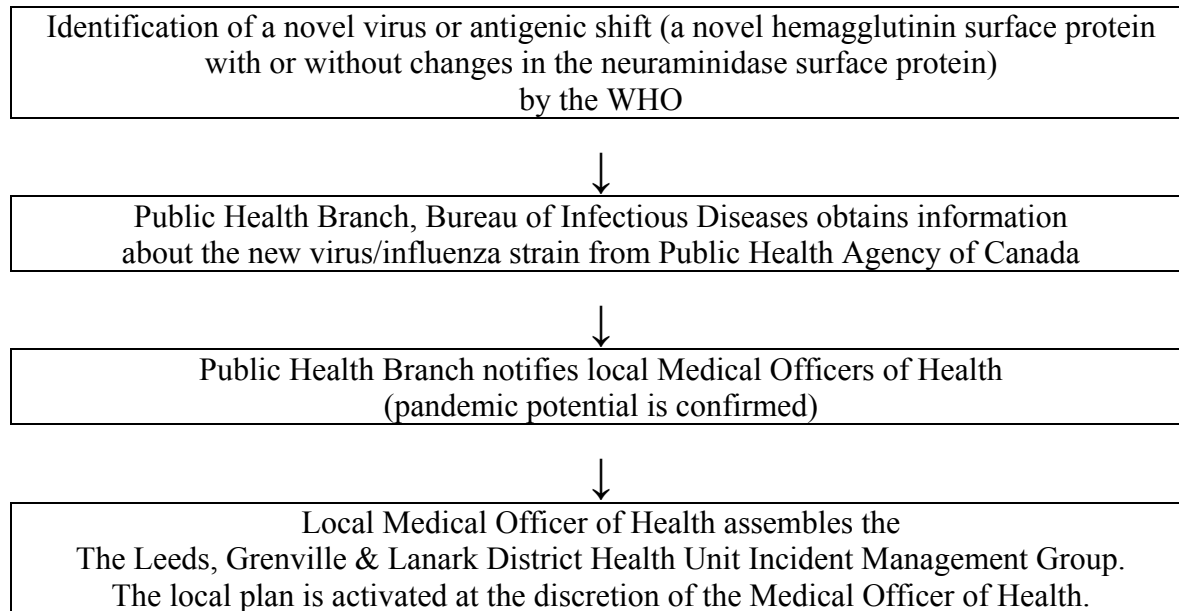 Identification of a novel virus or antigenic shift (a novel hemagglutinin surface protein
with or without changes in the neuraminidase surface protein)
by the WHO
↓
Public Health Branch, Bureau of Infectious Diseases obtains information
about the new virus/influenza strain from Public Health Agency of Canada
↓
Public Health Branch notifies local Medical Officers of Health
(pandemic potential is confirmed)
↓
Local Medical Officer of Health assembles the
The Leeds, Grenville & Lanark District Health Unit Incident Management Group.
The local plan is activated at the discretion of the Medical Officer of Health.